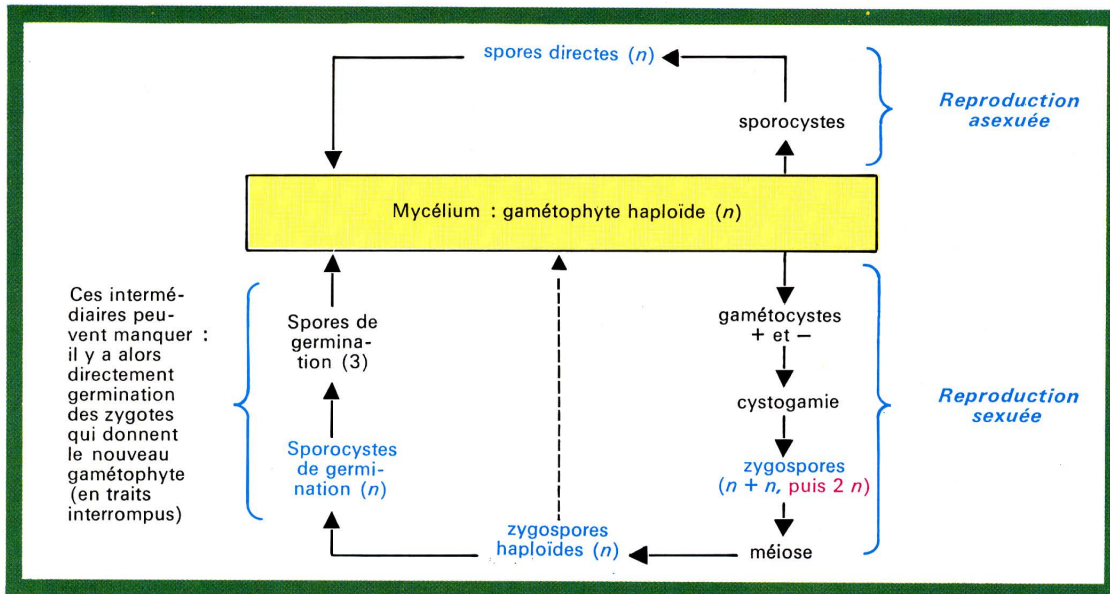 spores directes (n)
Reproduction
asexuée
sporocystes
Mycélium : gamétophyte haploïde (n)
Ces intermé-
diaires peu-
vent manquer :
il y a alors
directement
germination
des zygotes
qui donnent
le nouveau
gamétophyte
(en traits
interrompus)
Spores de
germina-
tion (3)
Sporocystes
de germi-
nation (n)
zygospores
haploïdes (n)
gamétocystes
+ et −
cystogamie
zygospores
(n + n, puis 2 n)
méiose
Reproduction
sexuée